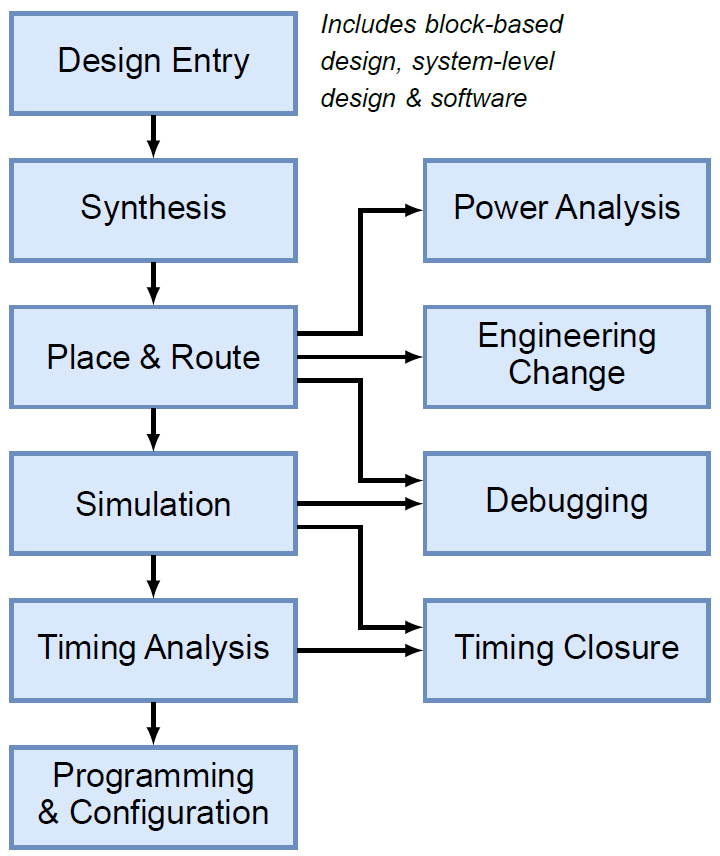 Design Entry
Includes block-based
design, system-level
design & software
Synthesis
Power Analysis
Place & Route
Engineering
Change
Simulation
Debugging
Timing Analysis
Timing Closure
Programming
& Configuration